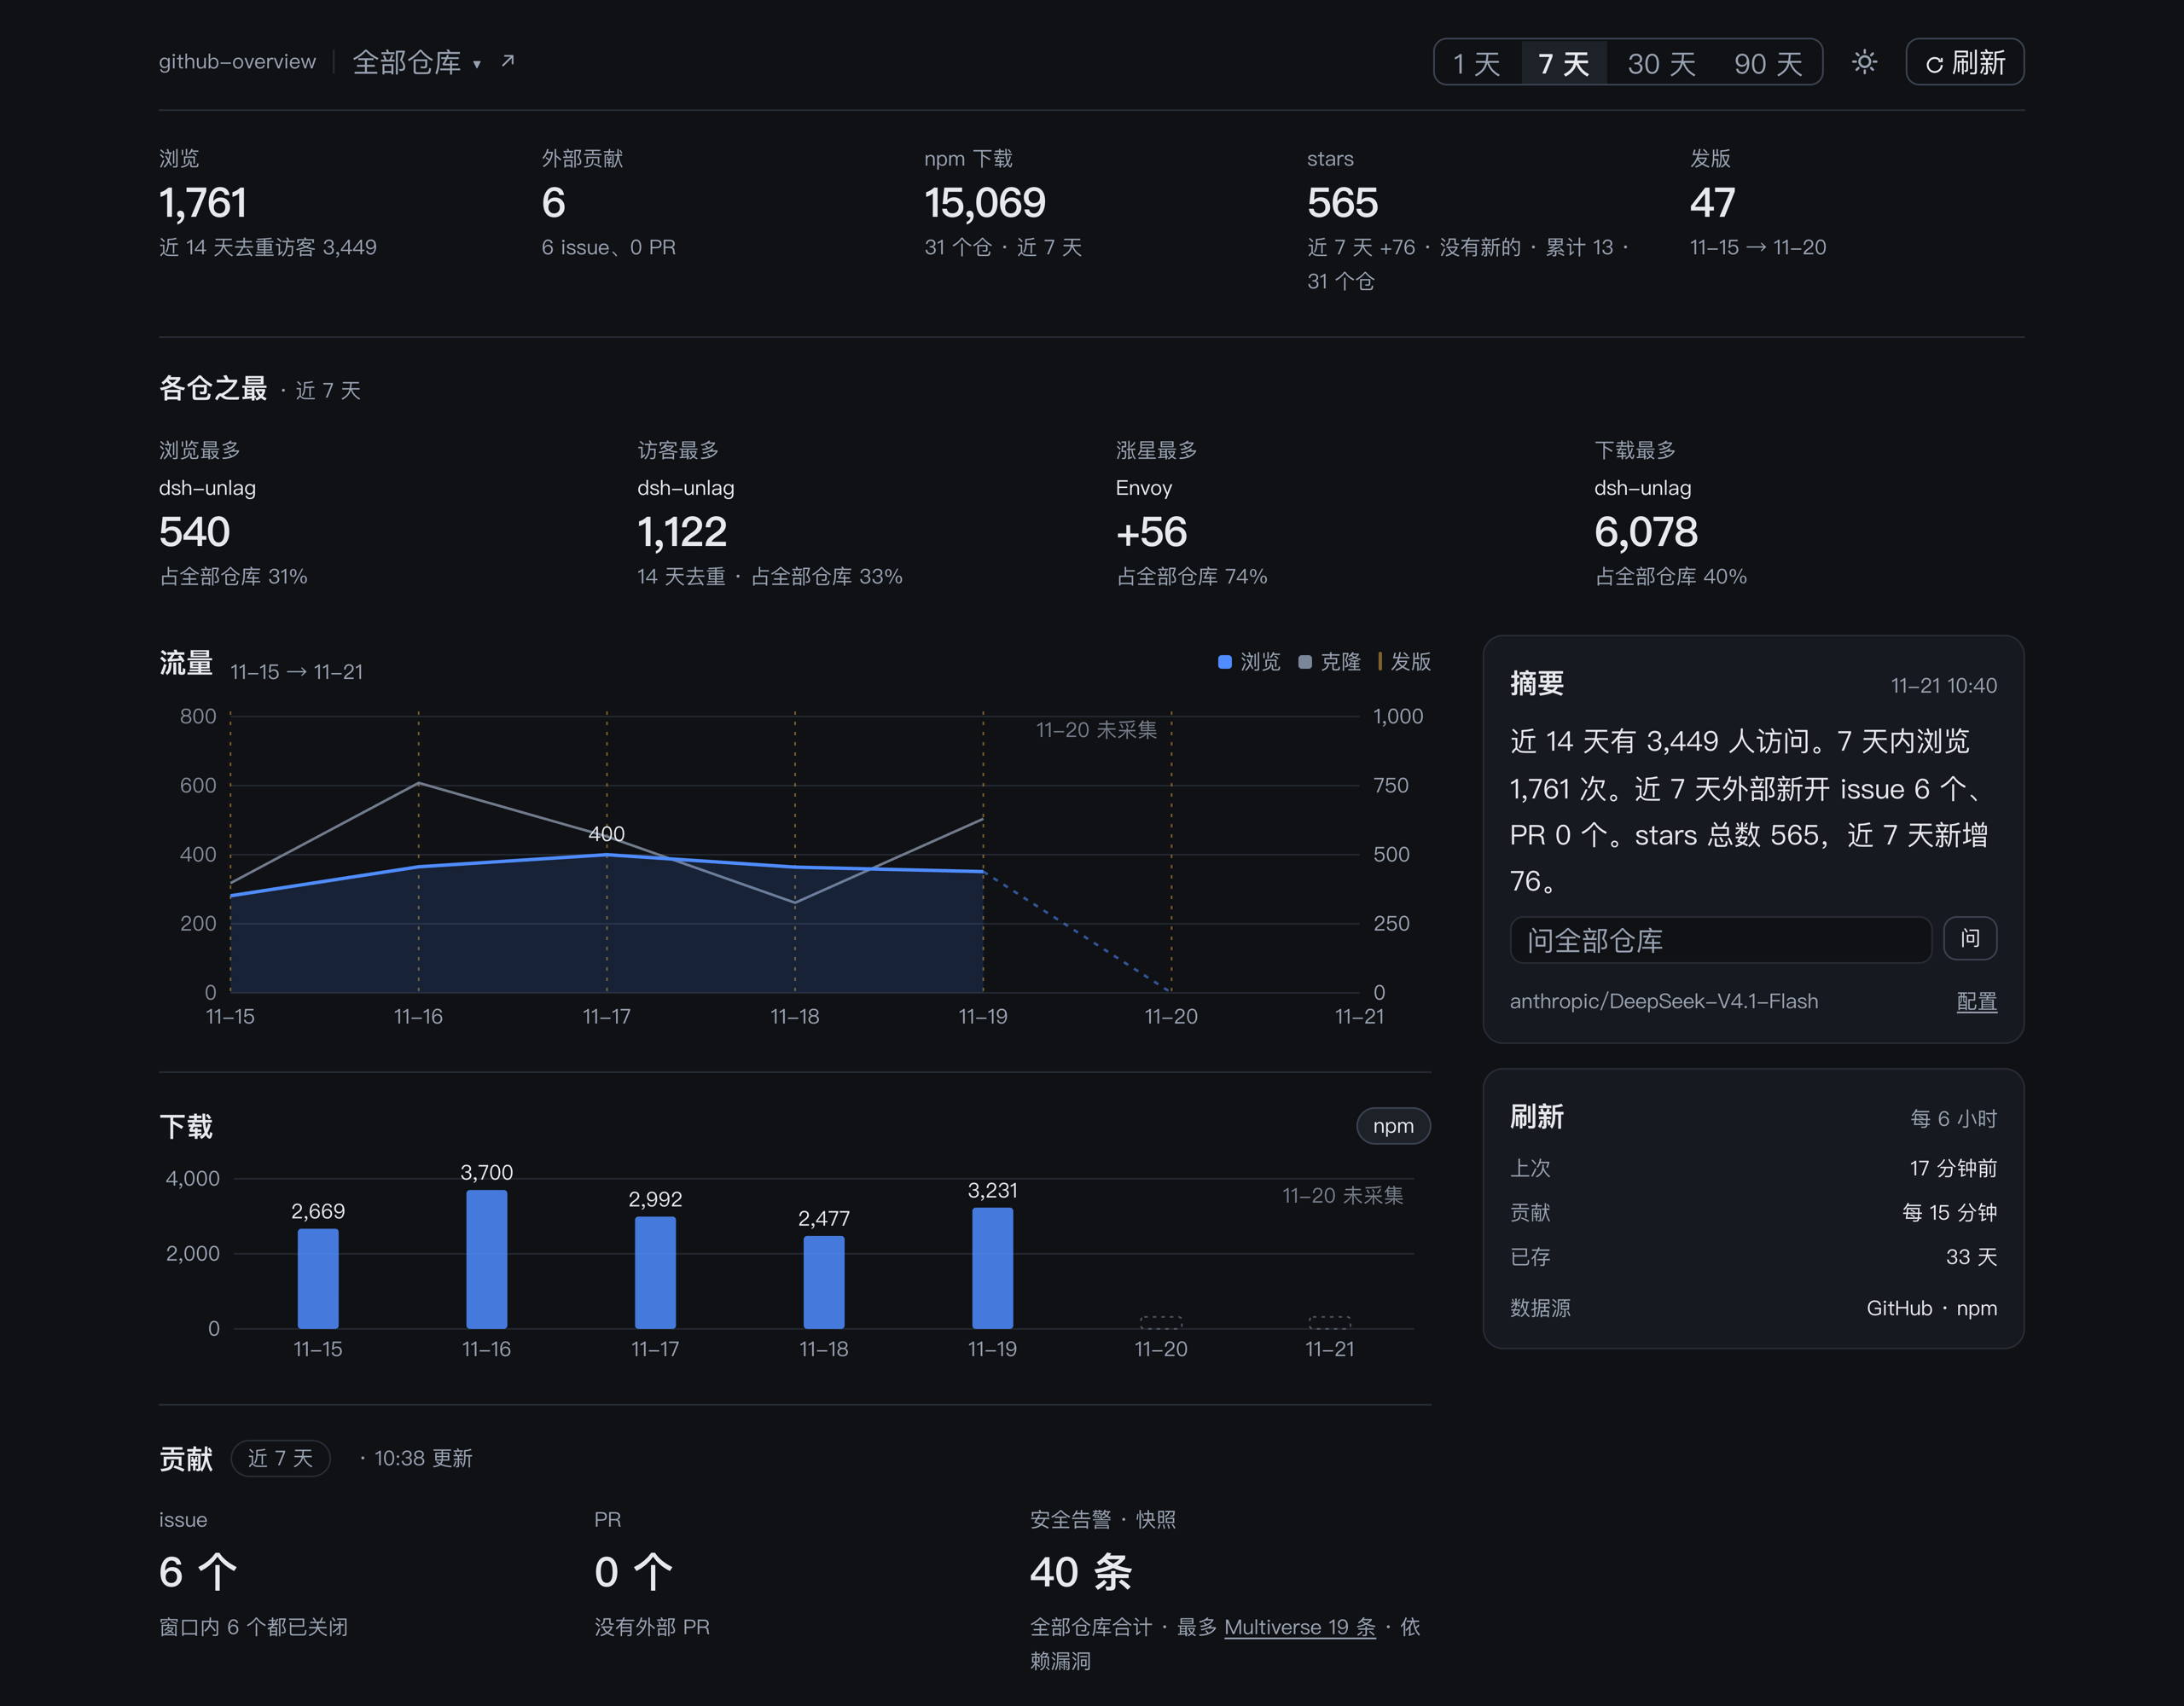 github-overview 全部仓库 ▾ ↗
1 天 7 天 30 天 90 天 刷新
浏览
1,761
近 14 天去重访客 3,449
外部贡献
6
6 issue、0 PR
npm 下载
15,069
31 个仓 · 近 7 天
stars
565
近 7 天 +76 · 没有新的 · 累计 13 ·
31 个仓
发版
47
11-15 → 11-20
各仓之最 · 近 7 天
浏览最多
dsh-unlag
540
占全部仓库 31%
访客最多
dsh-unlag
1,122
14 天去重 · 占全部仓库 33%
涨星最多
Envoy
+56
占全部仓库 74%
下载最多
dsh-unlag
6,078
占全部仓库 40%
流量 11-15 → 11-21
浏览 克隆 发版
800
600
400
200
0
1,000
750
500
250
0
11-20 未采集
400
11-15 11-16 11-17 11-18 11-19 11-20 11-21
下载
npm
4,000
2,000
0
2,669
3,700
2,992
2,477
3,231
11-20 未采集
11-15 11-16 11-17 11-18 11-19 11-20 11-21
贡献 近 7 天 · 10:38 更新
issue
6 个
窗口内 6 个都已关闭
PR
0 个
没有外部 PR
安全告警 · 快照
40 条
全部仓库合计 · 最多 Multiverse 19 条 · 依
赖漏洞
摘要 11-21 10:40
近 14 天有 3,449 人访问。7 天内浏览
1,761 次。近 7 天外部新开 issue 6 个、
PR 0 个。stars 总数 565，近 7 天新增
76。
问全部仓库 问
anthropic/DeepSeek-V4.1-Flash 配置
刷新 每 6 小时
上次 17 分钟前
贡献 每 15 分钟
已存 33 天
数据源 GitHub · npm